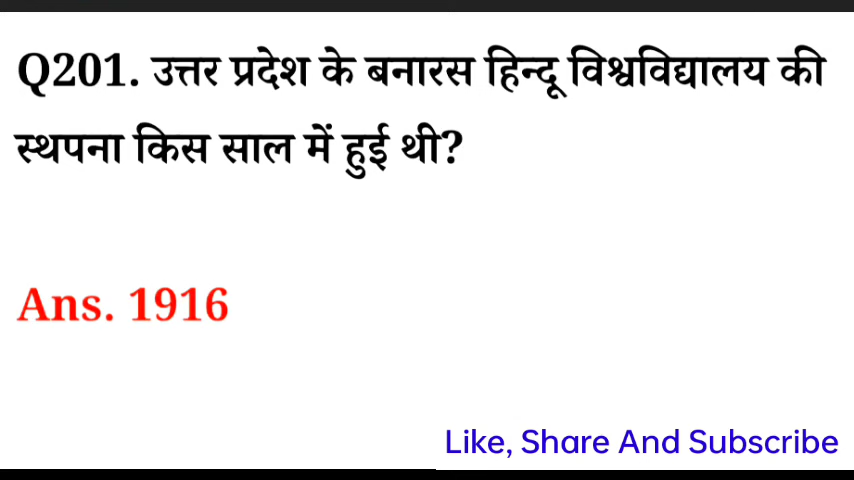 Q201. उत्तर प्रदेश के बनारस हिन्दू विश्वविद्यालय की
स्थपना किस साल में हुई थी?
Ans. 1916
Like, Share And Subscribe